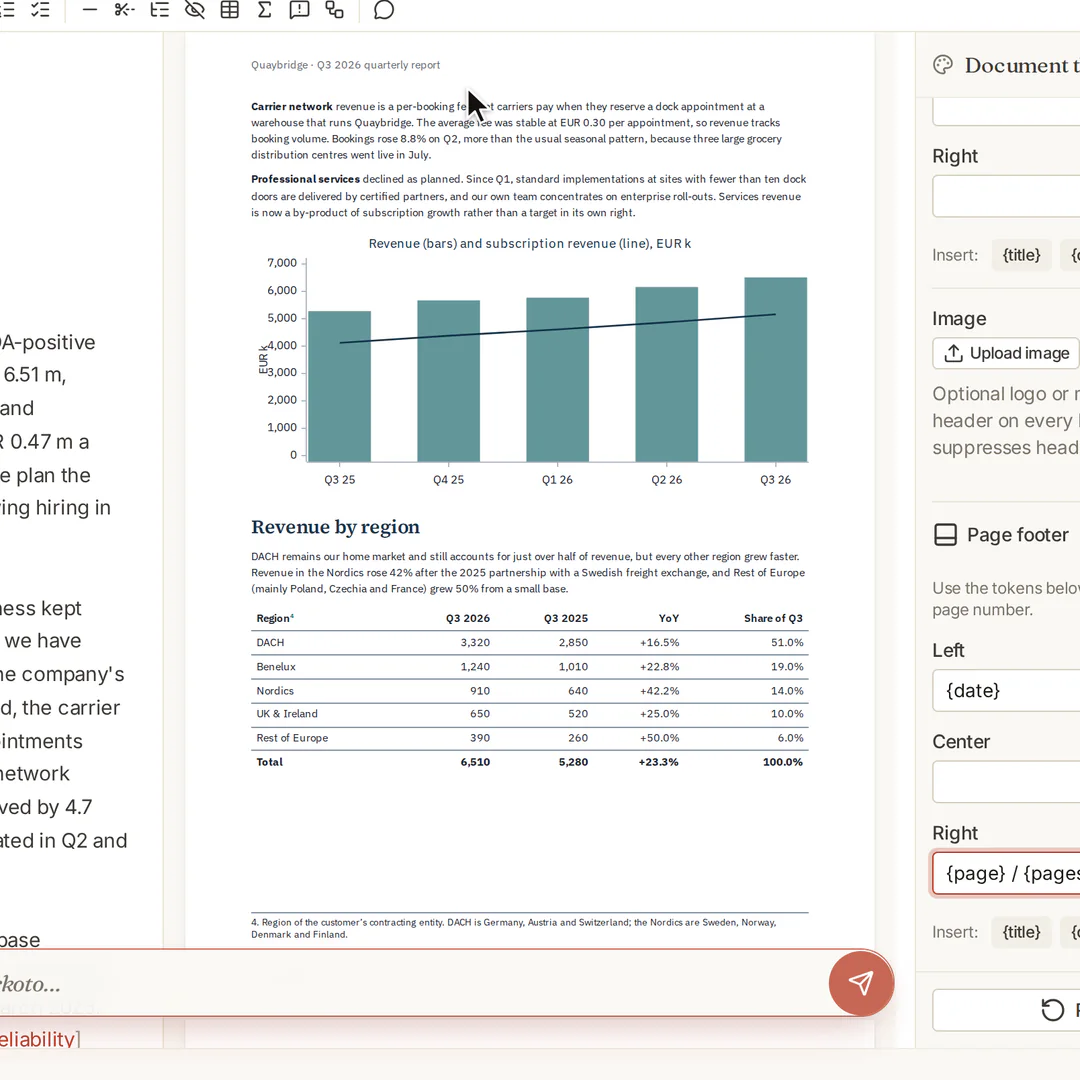 A-positive
6.51 m,
and
R 0.47 m a
e plan the
ing hiring in
ness kept
we have
he company's
d, the carrier
intments
network
ved by 4.7
ated in Q2 and
base
rkoto...
eliability]
Quaybridge · Q3 2026 quarterly report
Carrier network revenue is a per-booking fe t carriers pay when they reserve a dock appointment at a
warehouse that runs Quaybridge. The average fee was stable at EUR 0.30 per appointment, so revenue tracks
booking volume. Bookings rose 8.8% on Q2, more than the usual seasonal pattern, because three large grocery
distribution centres went live in July.
Professional services declined as planned. Since Q1, standard implementations at sites with fewer than ten dock
doors are delivered by certified partners, and our own team concentrates on enterprise roll-outs. Services revenue
is now a by-product of subscription growth rather than a target in its own right.
Revenue (bars) and subscription revenue (line), EUR k
EUR k
7,000
6,000
5,000
4,000
3,000
2,000
1,000
0
Q3 25 Q4 25 Q1 26 Q2 26 Q3 26
Revenue by region
DACH remains our home market and still accounts for just over half of revenue, but every other region grew faster.
Revenue in the Nordics rose 42% after the 2025 partnership with a Swedish freight exchange, and Rest of Europe
(mainly Poland, Czechia and France) grew 50% from a small base.
Region⁴ Q3 2026 Q3 2025 YoY Share of Q3
DACH 3,320 2,850 +16.5% 51.0%
Benelux 1,240 1,010 +22.8% 19.0%
Nordics 910 640 +42.2% 14.0%
UK & Ireland 650 520 +25.0% 10.0%
Rest of Europe 390 260 +50.0% 6.0%
Total 6,510 5,280 +23.3% 100.0%
4. Region of the customer's contracting entity. DACH is Germany, Austria and Switzerland; the Nordics are Sweden, Norway,
Denmark and Finland.
Document t
Right
Insert: {title}
Image
Upload image
Optional logo or
header on every
suppresses head
Page footer
Use the tokens belo
page number.
Left
{date}
Center
Right
{page} / {pages
Insert: {title}